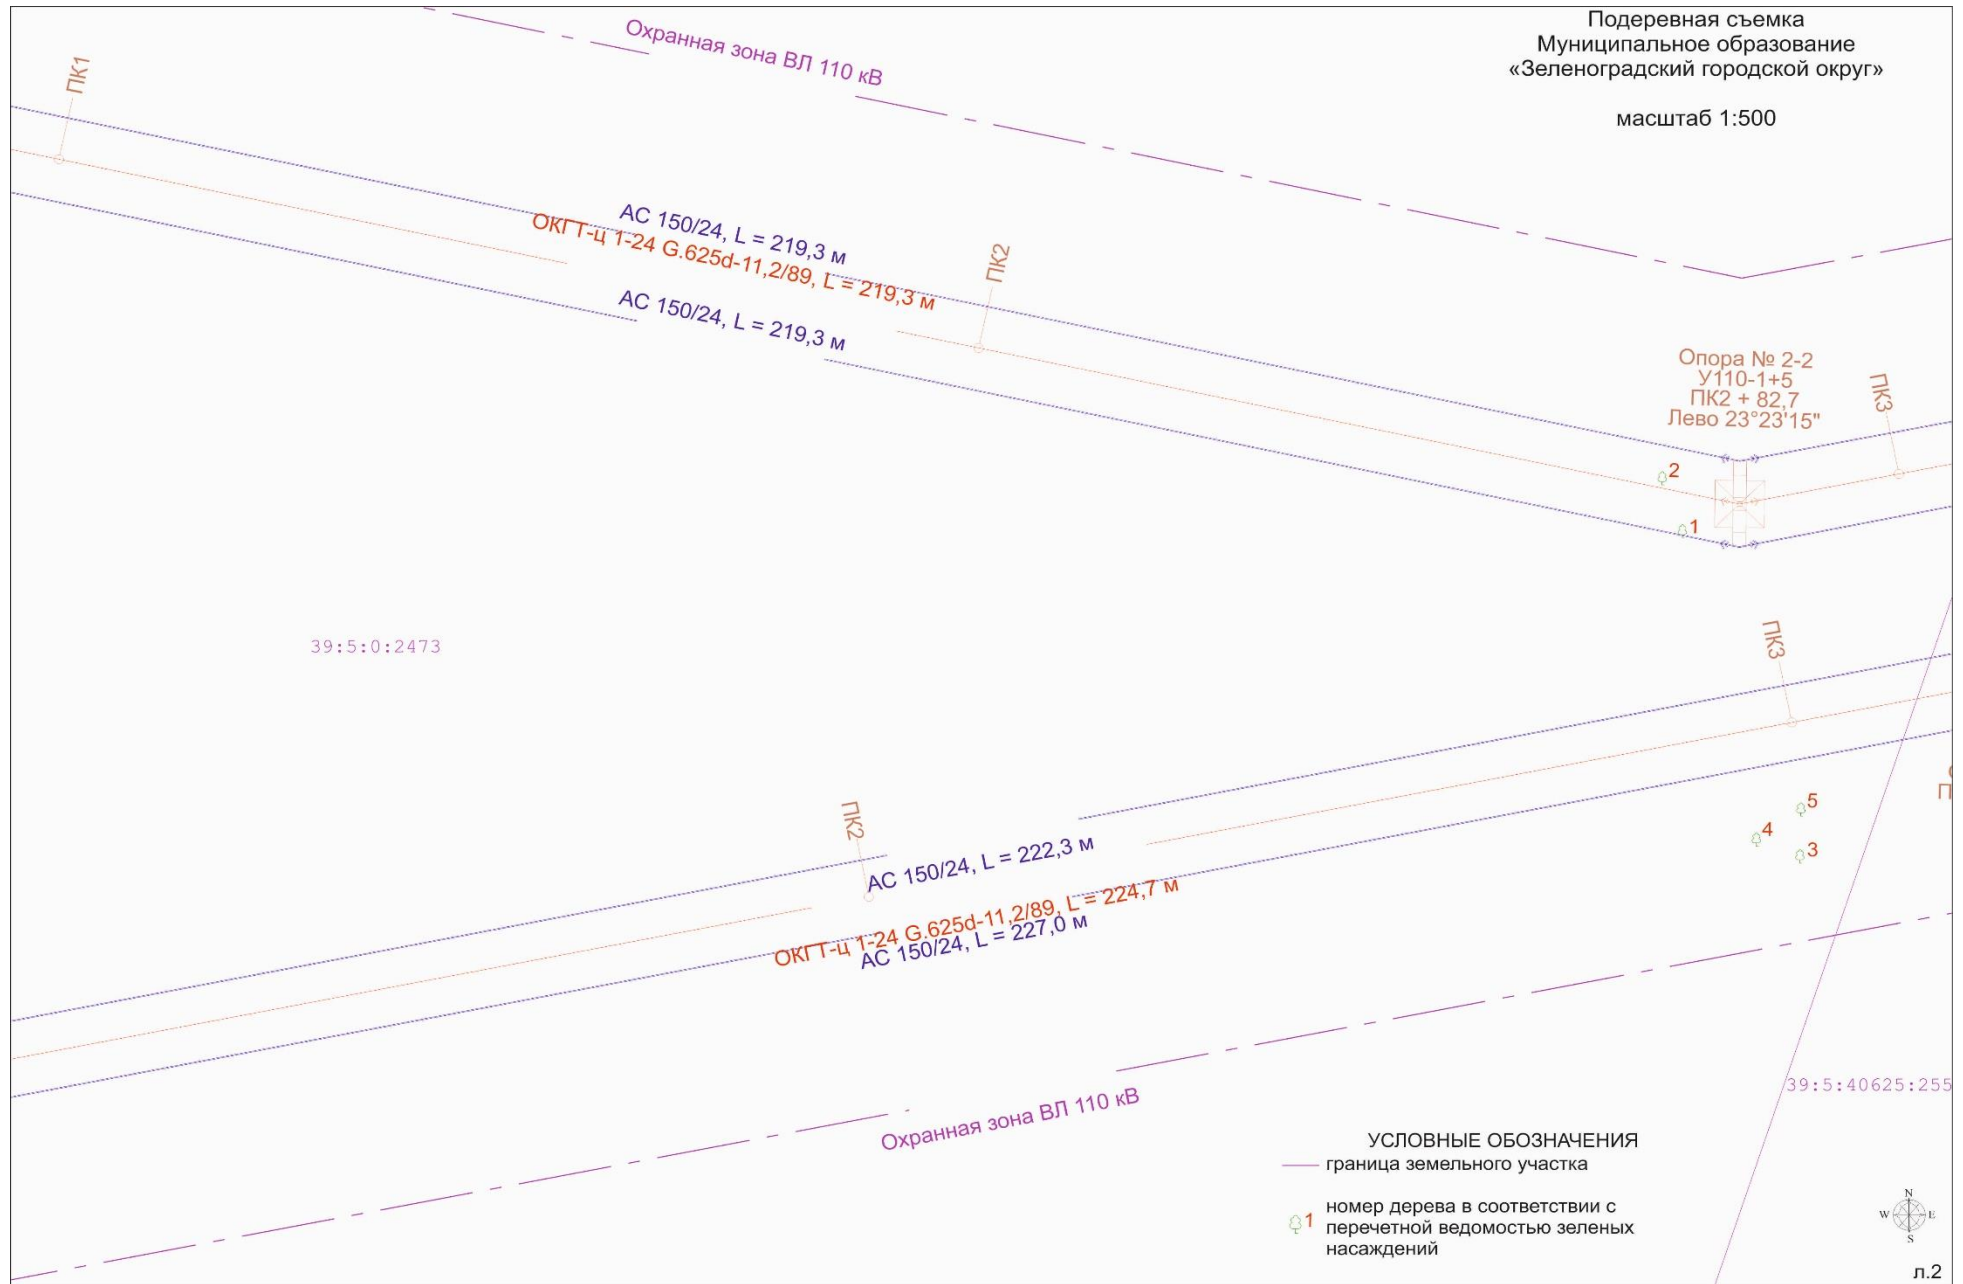 Подеревная съемка
Муниципальное образование
«Зеленоградский городской округ»
масштаб 1:500
Охранная зона ВЛ 110 кВ
ПК1
АС 150/24, L = 219,3 м
ОКГТ-ц 1-24 G.625d-11,2/89, L = 219,3 м
АС 150/24, L = 219,3 м
ПК2
Опора № 2-2
У110-1+5
ПК2 + 82,7
Лево 23°23'15"
ПК3
2
1
39:5:0:2473
ПК3
ПК2
5
4
3
АС 150/24, L = 222,3 м
ОКГТ-ц 1-24 G.625d-11,2/89, L = 224,7 м
АС 150/24, L = 227,0 м
Охранная зона ВЛ 110 кВ
39:5:40625:255
УСЛОВНЫЕ ОБОЗНАЧЕНИЯ
граница земельного участка
1
номер дерева в соответствии с
перечетной ведомостью зеленых
насаждений
N
W E
S
л.2